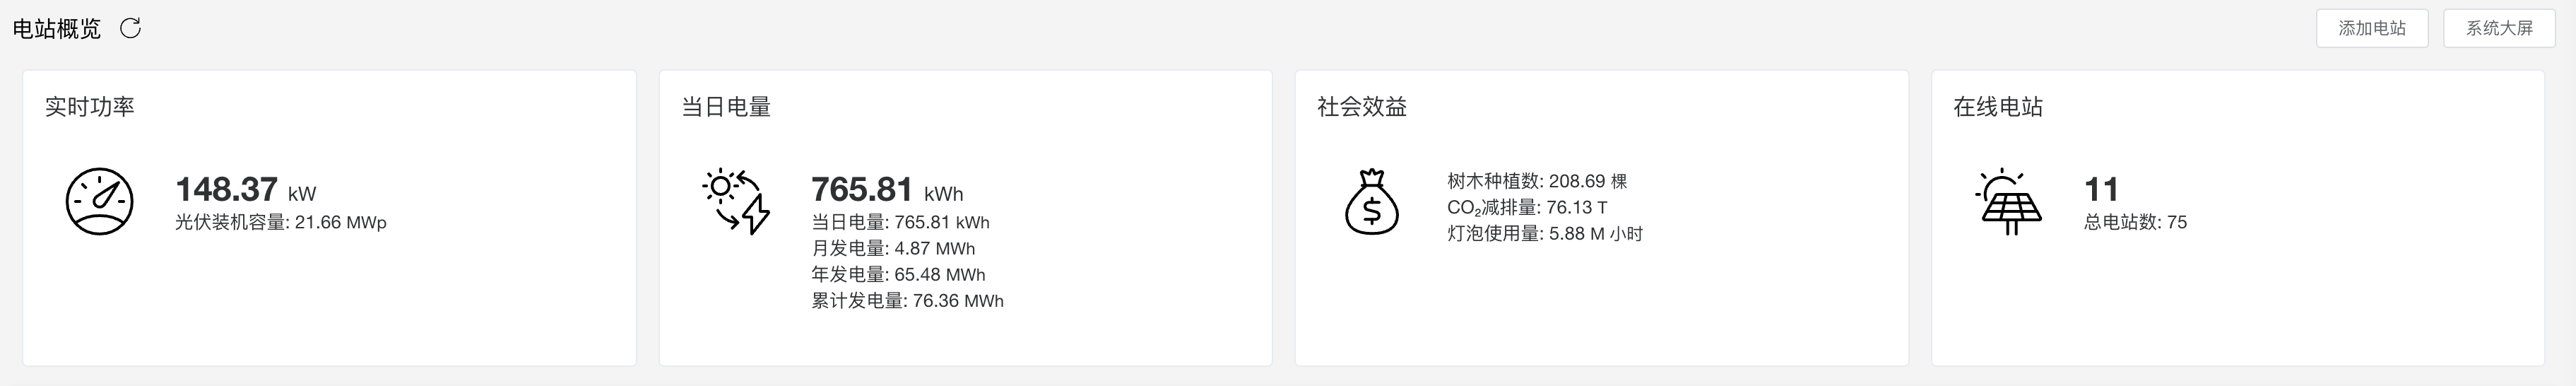 电站概览
添加电站
系统大屏
实时功率
148.37 kW
光伏装机容量: 21.66 MWp
当日电量
765.81 kWh
当日电量: 765.81 kWh
月发电量: 4.87 MWh
年发电量: 65.48 MWh
累计发电量: 76.36 MWh
社会效益
树木种植数: 208.69 棵
CO₂减排量: 76.13 T
灯泡使用量: 5.88 M 小时
在线电站
11
总电站数: 75